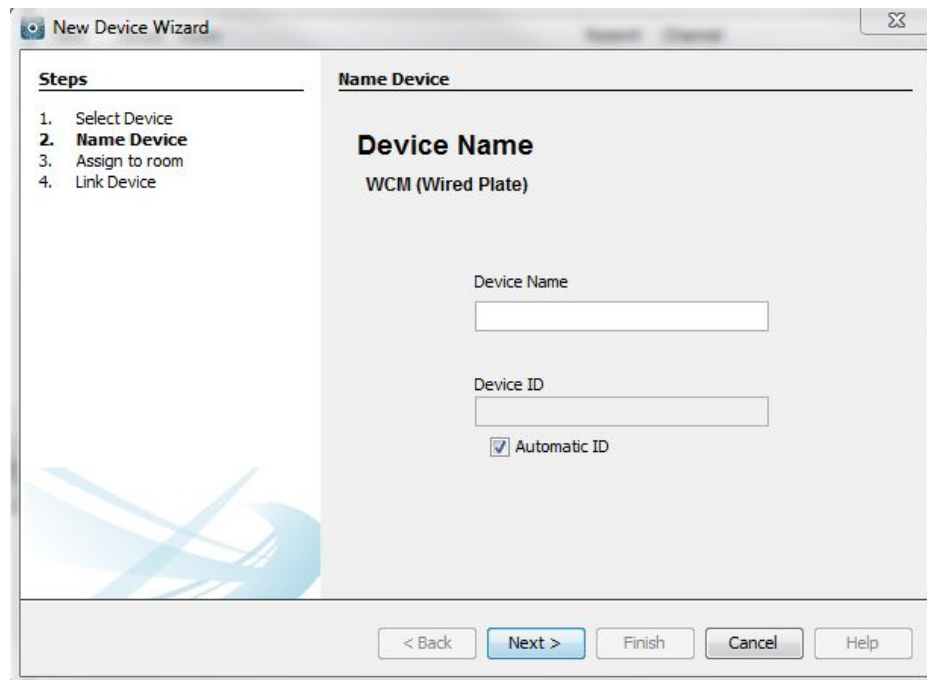 New Device Wizard
Steps
1. Select Device
2. Name Device
3. Assign to room
4. Link Device
Name Device
Device Name
WCM (Wired Plate)
Device Name
Device ID
Automatic ID
< Back Next > Finish Cancel Help